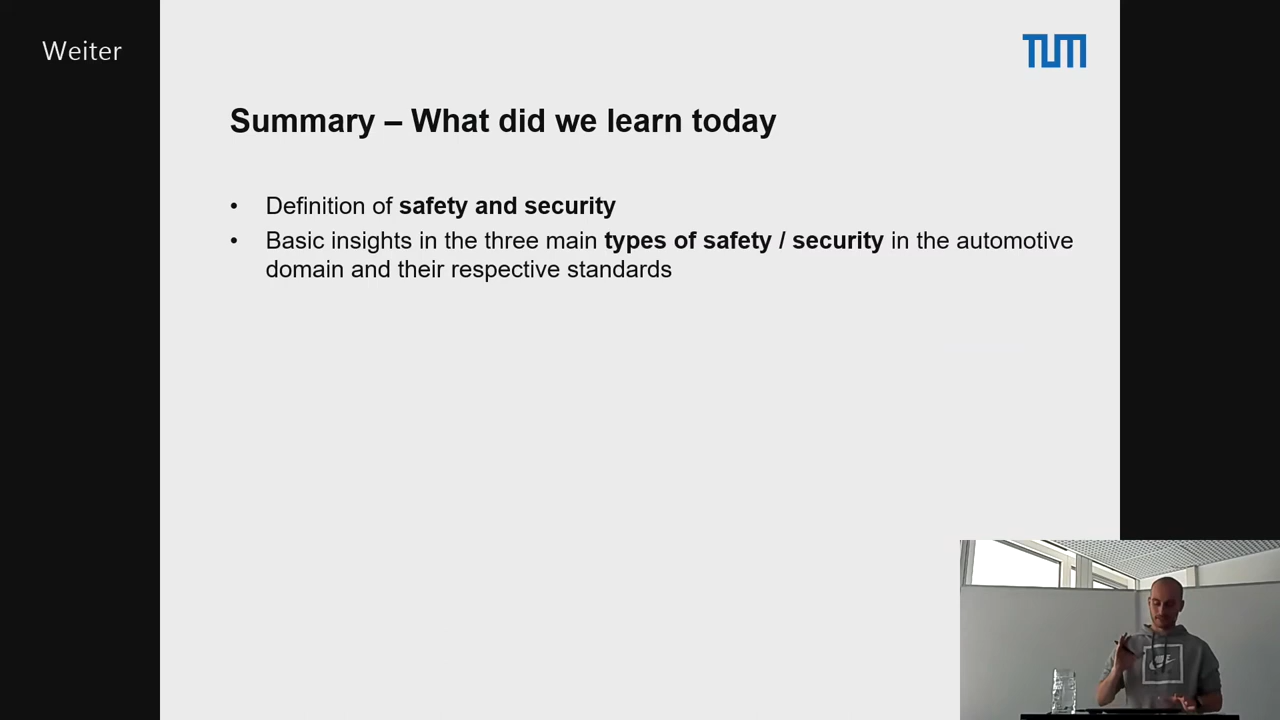 Weiter
TUM
Summary – What did we learn today
• Definition of safety and security
• Basic insights in the three main types of safety / security in the automotive
domain and their respective standards